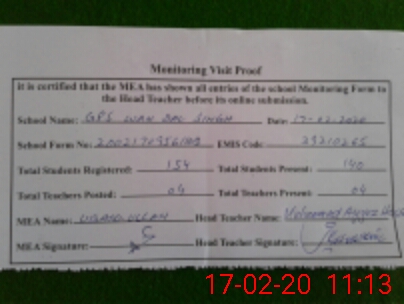 Monitoring Visit Proof
it is certified that the MEA has shown all entries of the school Monitoring Form to
the Head Teacher before its online submission.
School Name: GPS Date: 17-02-2020
School Form No: EMIS Code:
Total Students Registered: 154 Total Students Present: 140
Total Teachers Posted: 04 Total Teachers Present: 04
MEA Name: Head Teacher Name: Mohammad
MEA Signature: Head Teacher Signature:
17-02-20 11:13